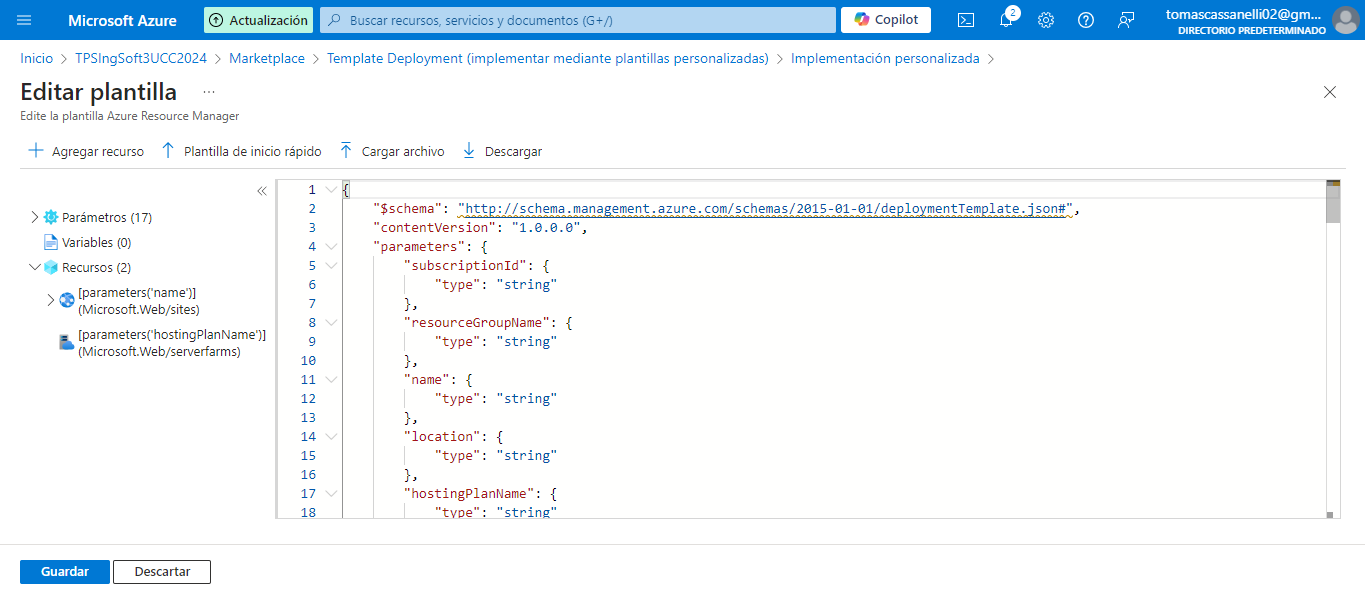 Microsoft Azure
Actualización
Buscar recursos, servicios y documentos (G+/)
Copilot
2
tomascassanelli02@gm...
DIRECTORIO PREDETERMINADO
Inicio > TPSIngSoft3UCC2024 > Marketplace > Template Deployment (implementar mediante plantillas personalizadas) > Implementación personalizada >
Editar plantilla ...
Edite la plantilla Azure Resource Manager
Agregar recurso
Plantilla de inicio rápido
Cargar archivo
Descargar
Parámetros (17)
Variables (0)
Recursos (2)
[parameters('name')]
(Microsoft.Web/sites)
[parameters('hostingPlanName')]
(Microsoft.Web/serverfarms)
1 {
2 "$schema": "http://schema.management.azure.com/schemas/2015-01-01/deploymentTemplate.json#",
3 "contentVersion": "1.0.0.0",
4 "parameters": {
5 "subscriptionId": {
6 "type": "string"
7 },
8 "resourceGroupName": {
9 "type": "string"
10 },
11 "name": {
12 "type": "string"
13 },
14 "location": {
15 "type": "string"
16 },
17 "hostingPlanName": {
18 "type": "string"
Guardar
Descartar